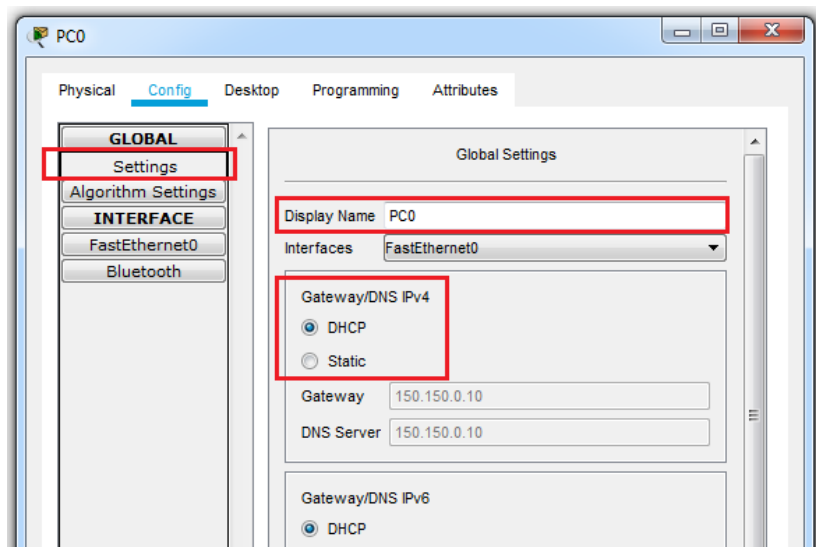 PC0
Physical Config Desktop Programming Attributes
GLOBAL
Settings
Algorithm Settings
INTERFACE
FastEthernet0
Bluetooth
Global Settings
Display Name PC0
Interfaces FastEthernet0
Gateway/DNS IPv4
DHCP
Static
Gateway 150.150.0.10
DNS Server 150.150.0.10
Gateway/DNS IPv6
DHCP